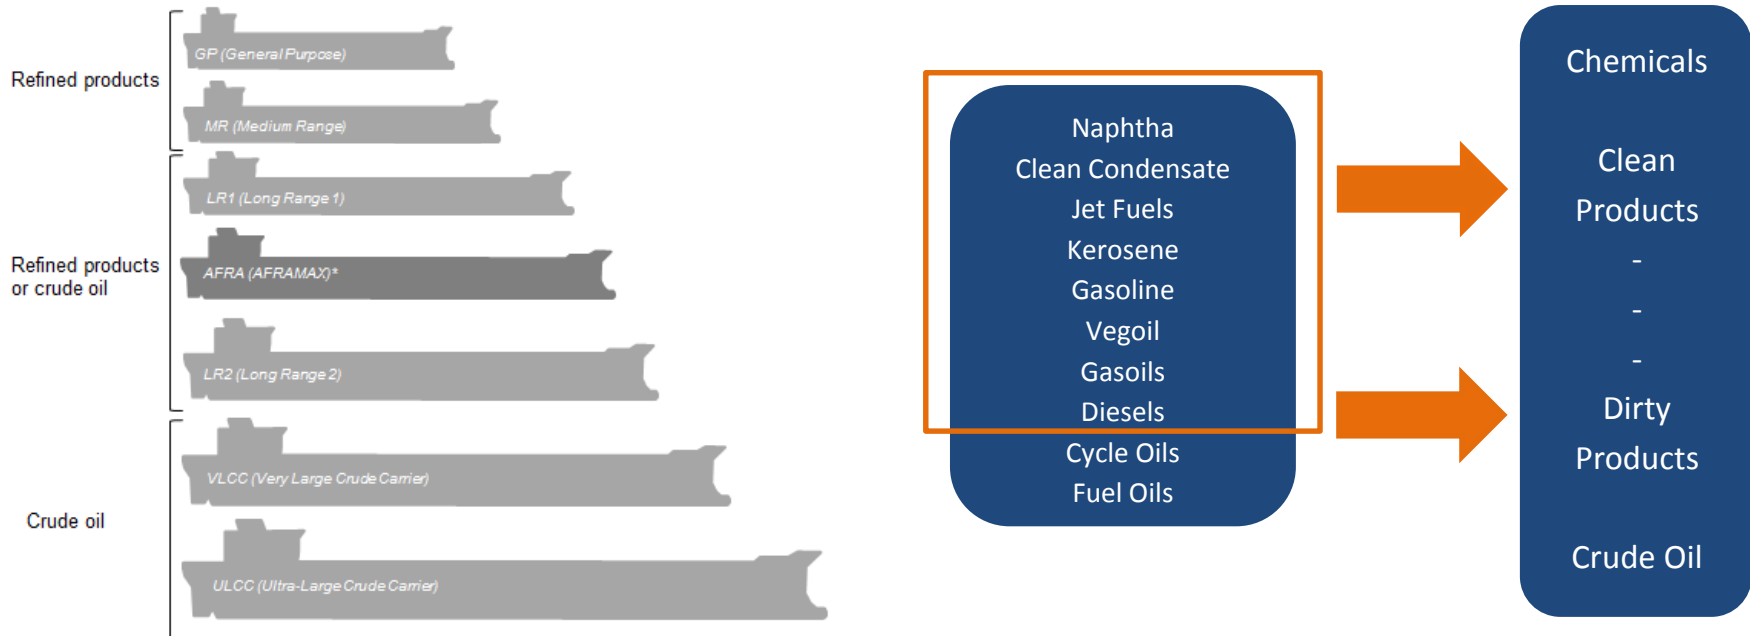 Refined products
GP (General Purpose)
MR (Medium Range)
Refined products
or crude oil
LR1 (Long Range 1)
AFRA (AFRAMAX)*
LR2 (Long Range 2)
Crude oil
VLCC (Very Large Crude Carrier)
ULCC (Ultra-Large Crude Carrier)
Naphtha
Clean Condensate
Jet Fuels
Kerosene
Gasoline
Vegoil
Gasoils
Diesels
Cycle Oils
Fuel Oils
Chemicals
Clean
Products
-
-
-
Dirty
Products
Crude Oil